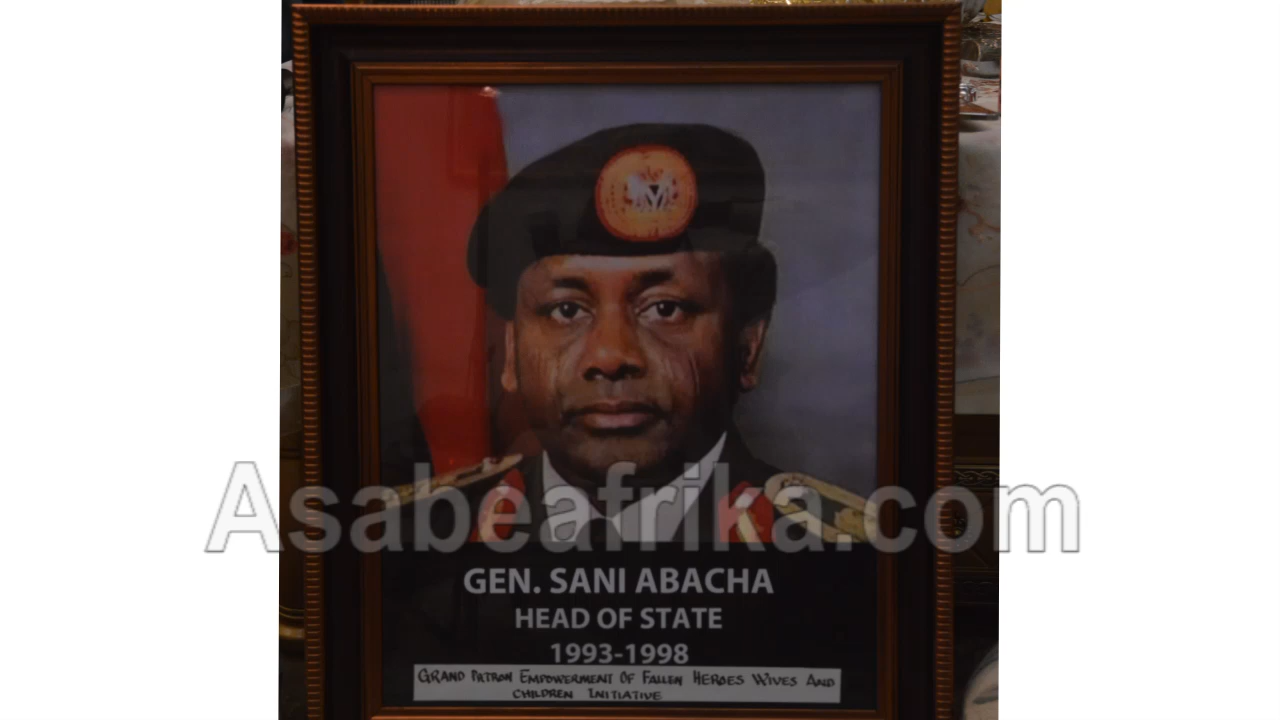 Asabeafrika.com
GEN. SANI ABACHA
HEAD OF STATE
1993-1998
GRAND PATRON EMPOWERMENT OF FALLEN HEROES WIVES AND
CHILDREN INITIATIVE